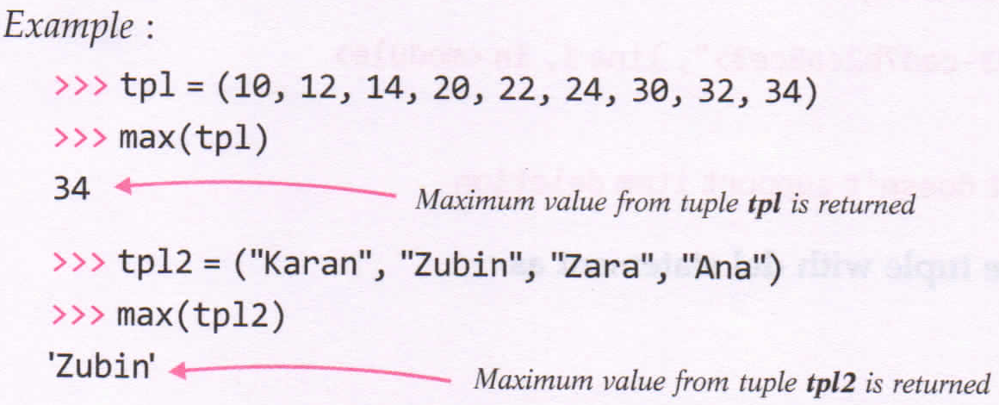 Example :
>>> tpl = (10, 12, 14, 20, 22, 24, 30, 32, 34)
>>> max(tpl)
34
Maximum value from tuple tpl is returned
>>> tpl2 = ("Karan", "Zubin", "Zara", "Ana")
>>> max(tpl2)
'Zubin'
Maximum value from tuple tpl2 is returned